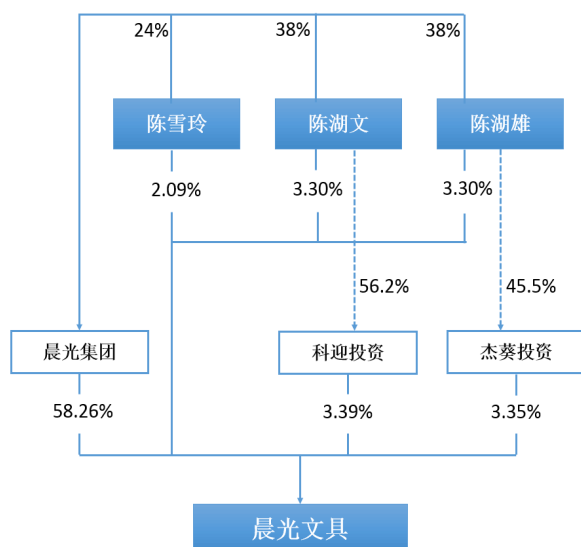 24%
38%
38%
陈雪玲
陈湖文
陈湖雄
2.09%
3.30%
3.30%
56.2%
45.5%
晨光集团
科迎投资
杰葵投资
58.26%
3.39%
3.35%
晨光文具